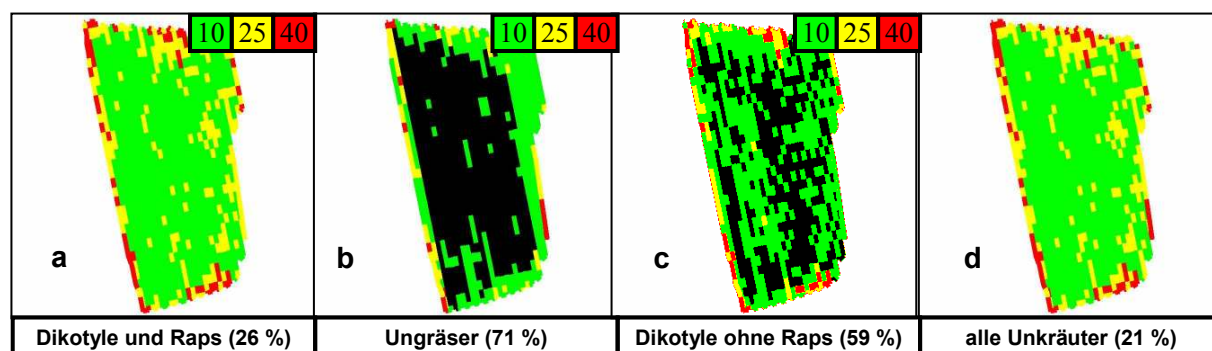 10 25 40
10 25 40
10 25 40
a
b
c
d
Dikotyle und Raps (26 %)
Ungräser (71 %)
Dikotyle ohne Raps (59 %)
alle Unkräuter (21 %)